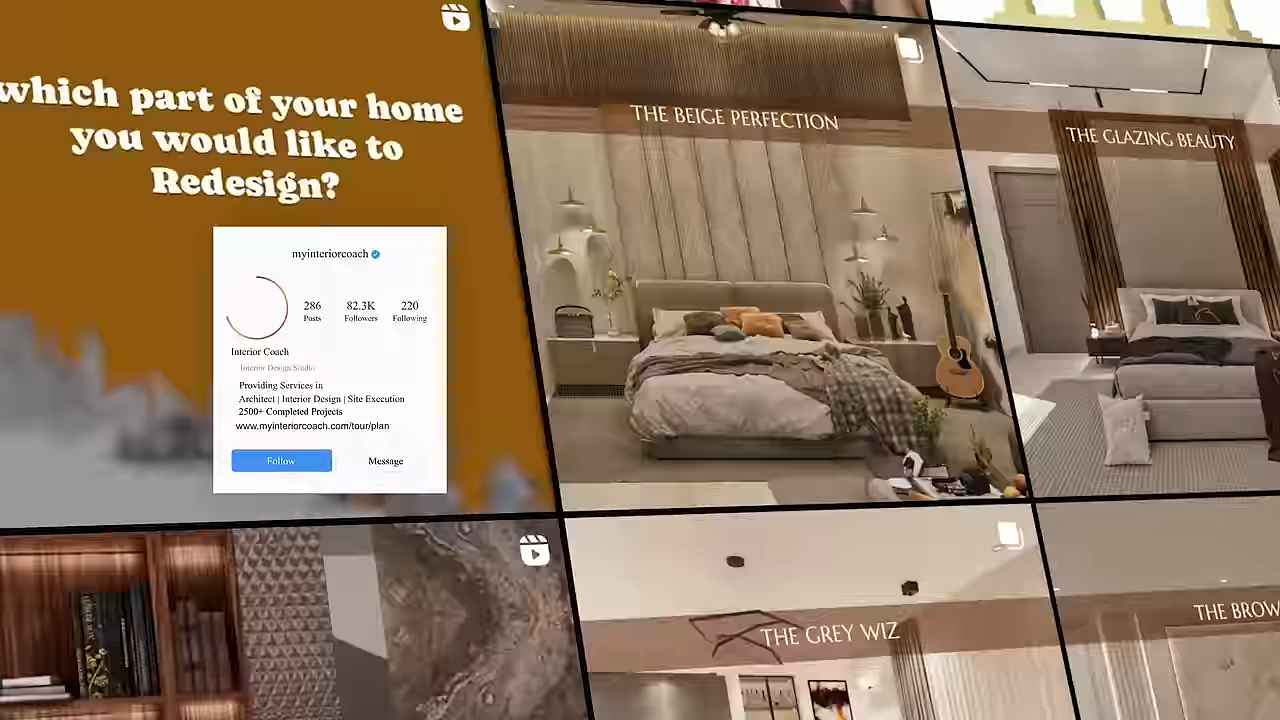 which part of your home
you would like to
Redesign?
myinteriorcoach
286
82.3K
220
Posts
Followers
Following
Interior Coach
Interior Design Studio
Providing Services in
Architect | Interior Design | Site Execution
2500+ Completed Projects
www.myinteriorcoach.com/tour/plan
Follow
Message
THE BEIGE PERFECTION
THE GLAZING BEAUTY
THE GREY WIZ
THE BROW